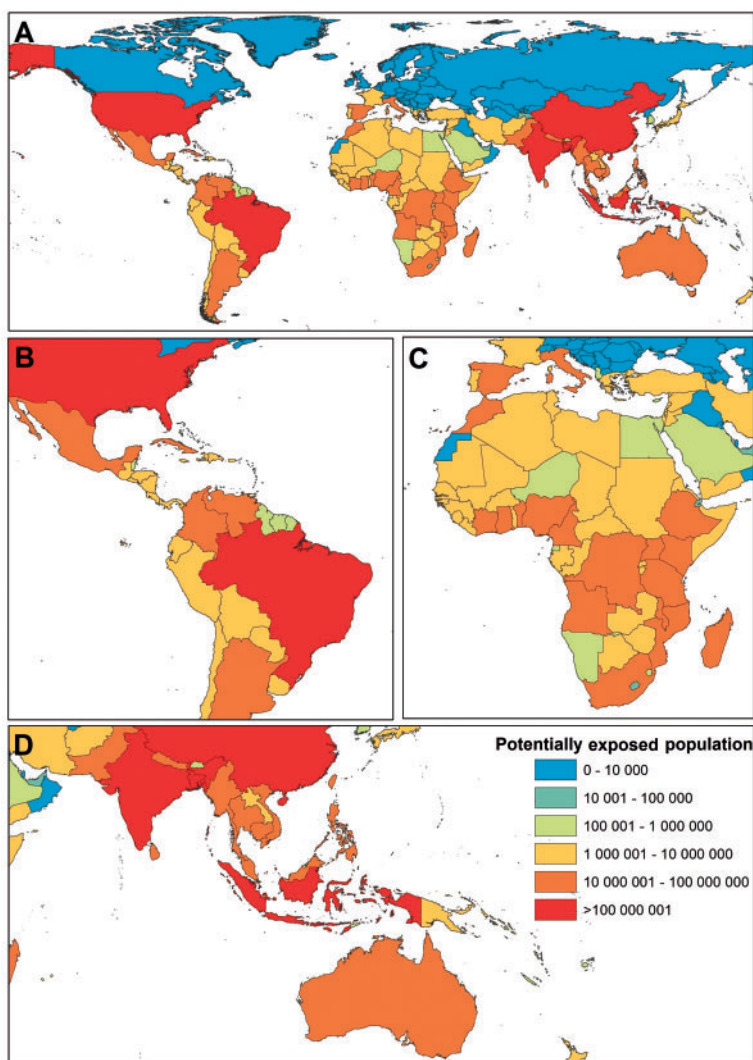 A
B
C
D
Potentially exposed population
0 - 10 000
10 001 - 100 000
100 001 - 1 000 000
1 000 001 - 10 000 000
10 000 001 - 100 000 000
>100 000 001